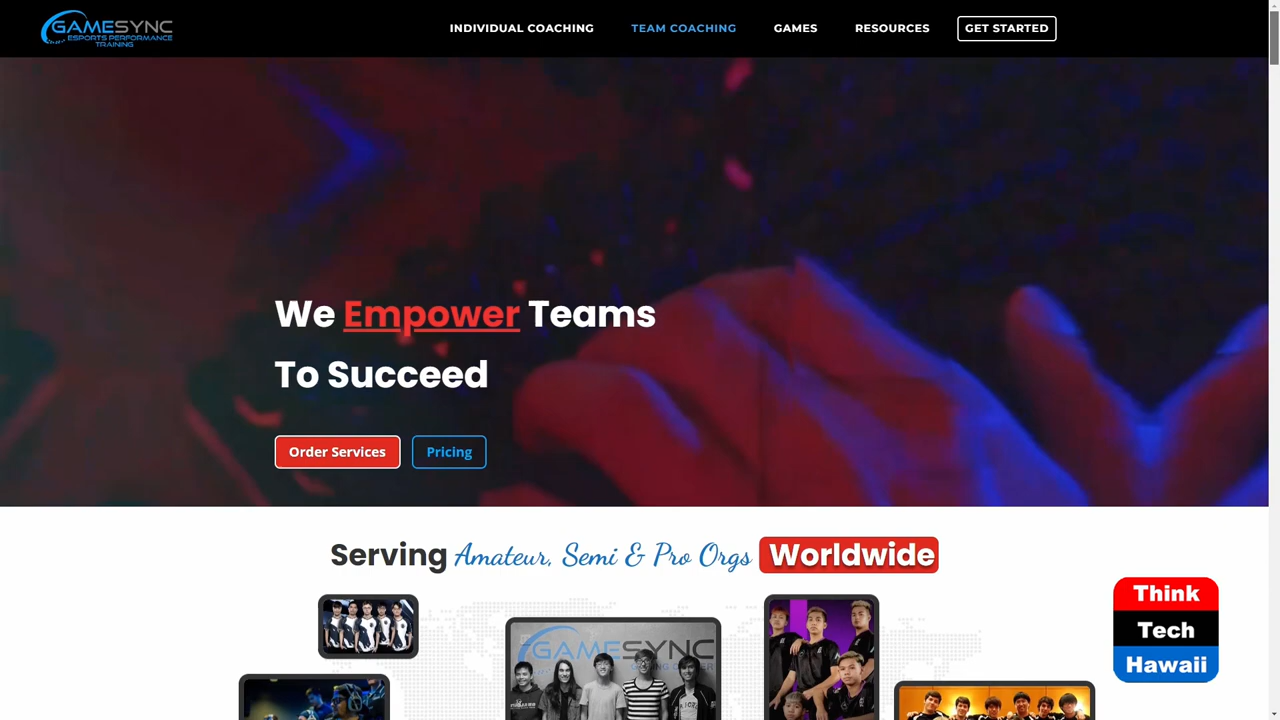 GAMESYNC
ESPORTS PERFORMANCE
TRAINING
INDIVIDUAL COACHING
TEAM COACHING
GAMES
RESOURCES
GET STARTED
We Empower Teams
To Succeed
Order Services
Pricing
Serving Amateur, Semi & Pro Orgs Worldwide
GAMESYNC
Think
Tech
Hawaii